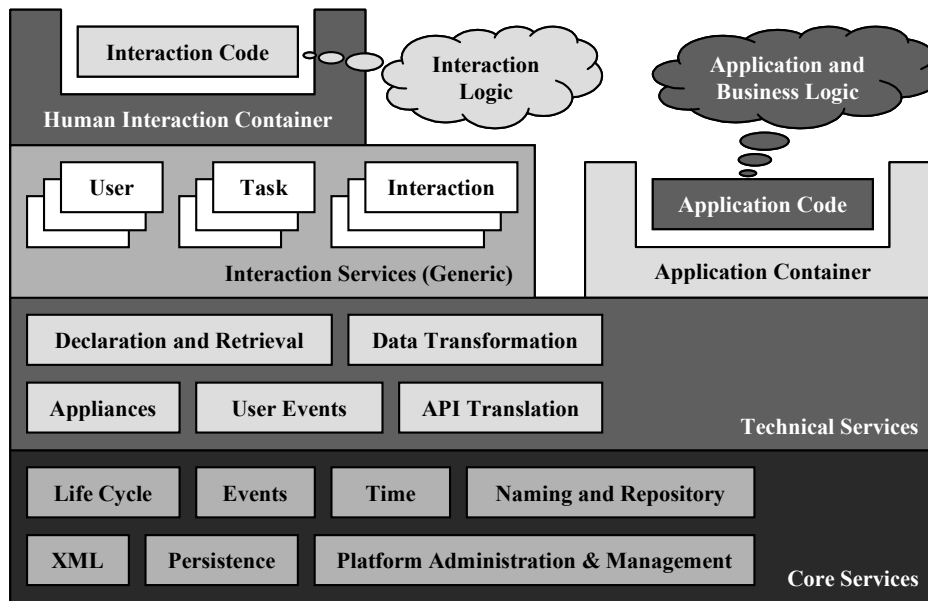 Interaction Code
Interaction
Logic
Application and
Business Logic
Human Interaction Container
User
Task
Interaction
Application Code
Interaction Services (Generic)
Application Container
Declaration and Retrieval
Data Transformation
Appliances
User Events
API Translation
Technical Services
Life Cycle
Events
Time
Naming and Repository
XML
Persistence
Platform Administration & Management
Core Services